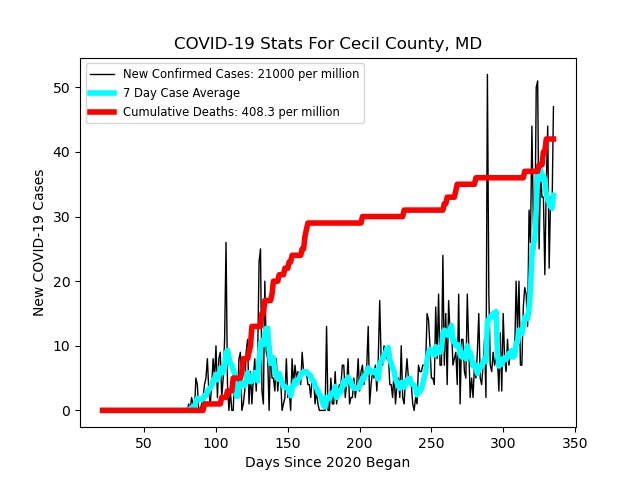 COVID-19 Stats For Cecil County, MD
New Confirmed Cases: 21000 per million
7 Day Case Average
Cumulative Deaths: 408.3 per million
New COVID-19 Cases
50
40
30
20
10
0
50 100 150 200 250 300 350
Days Since 2020 Began